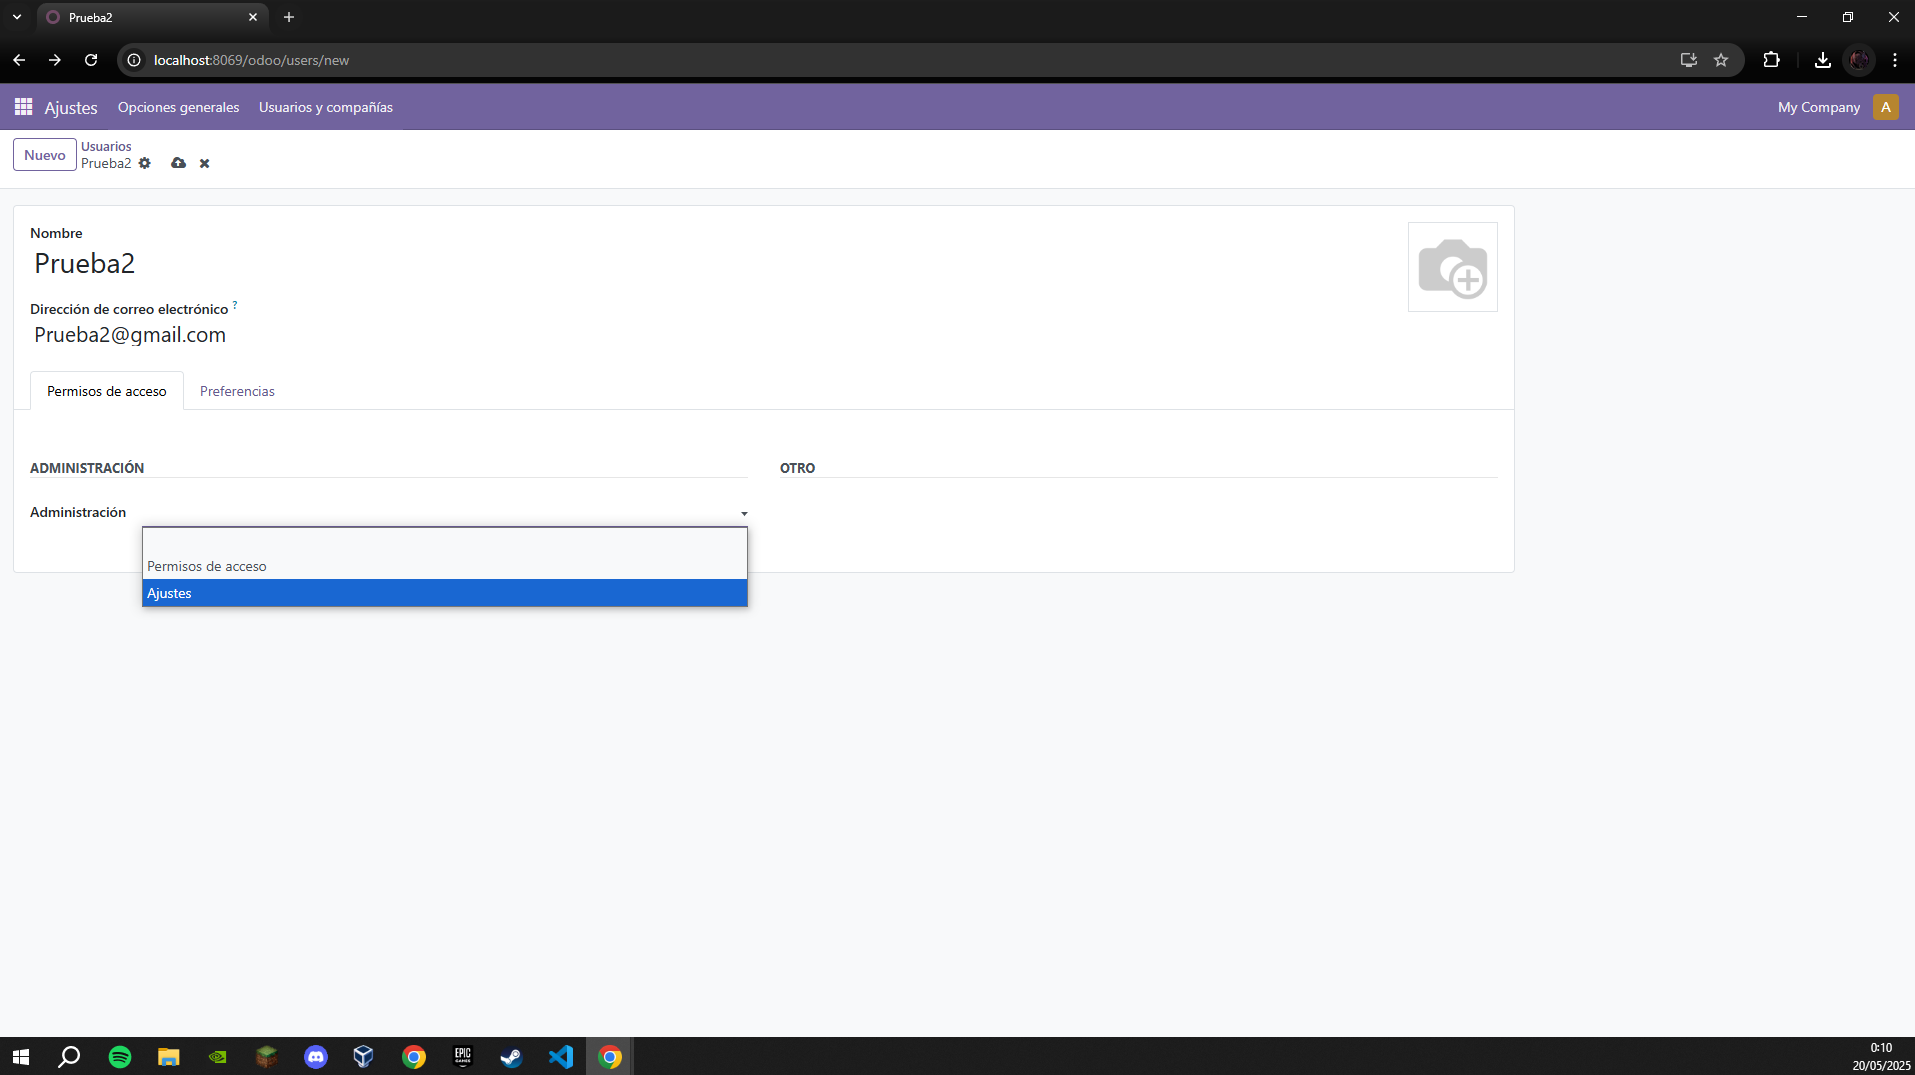 Prueba2
localhost:8069/odoo/users/new
Ajustes
Opciones generales
Usuarios y compañías
My Company
A
Nuevo
Usuarios
Prueba2
Nombre
Prueba2
Dirección de correo electrónico ?
Prueba2@gmail.com
Permisos de acceso
Preferencias
ADMINISTRACIÓN
OTRO
Administración
Permisos de acceso
Ajustes
EPIC
GAMES
0:10
20/05/2025